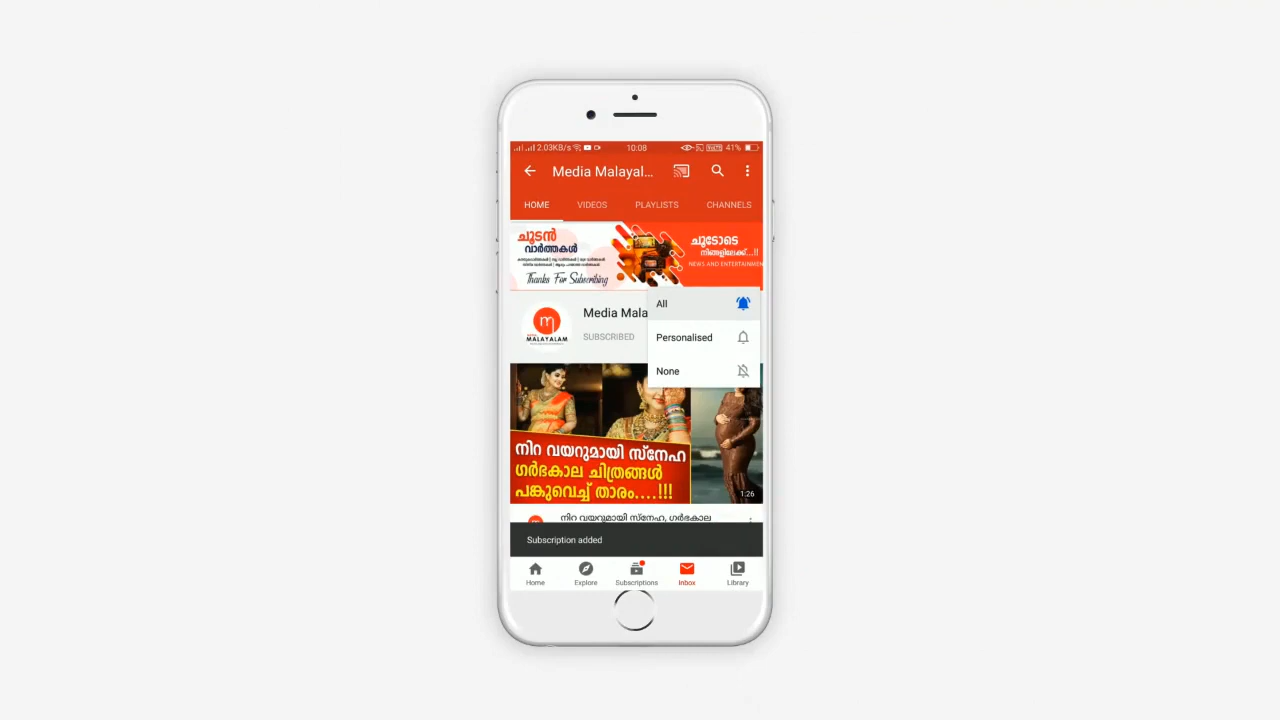 2.03KB/s 10:08 41%
Media Malayal...
HOME VIDEOS PLAYLISTS CHANNELS
ചൂടൻ
വാർത്തകൾ
Thanks For Subscribing
ചൂടോടെ
നിങ്ങളിലേക്ക്...!!
NEWS AND ENTERTAINMEN
All
Media Mala
MALAYALAM
SUBSCRIBED
Personalised
None
നിറ വയറുമായി സ്നേഹ
ഗർഭകാല ചിത്രങ്ങൾ
പങ്കുവെച്ച് താരം....!!!
1:26
നിറ വയറുമായി സ്നേഹ, ഗർഭകാല
Subscription added
Home Explore Subscriptions Inbox Library